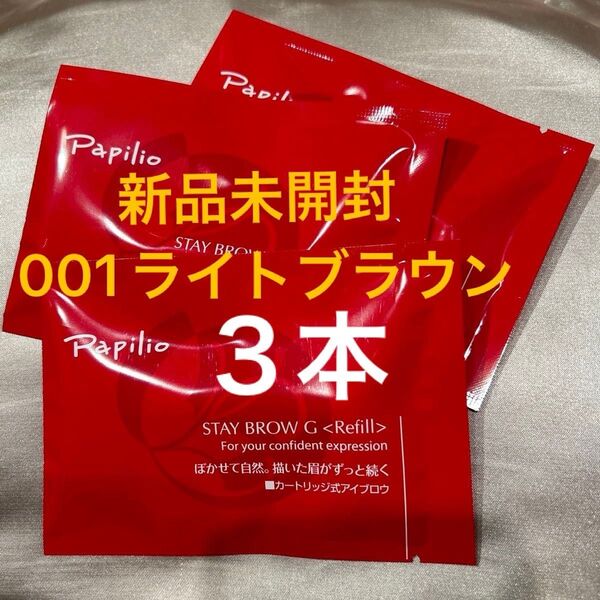 Papilio
Papilio
新品未開封
STAY BROW
001ライトブラウン
Papilio
3本
STAY BROW G <Refill>
For your confident expression
ぼかせて自然。描いた眉がずっと続く
■カートリッジ式アイブロウ